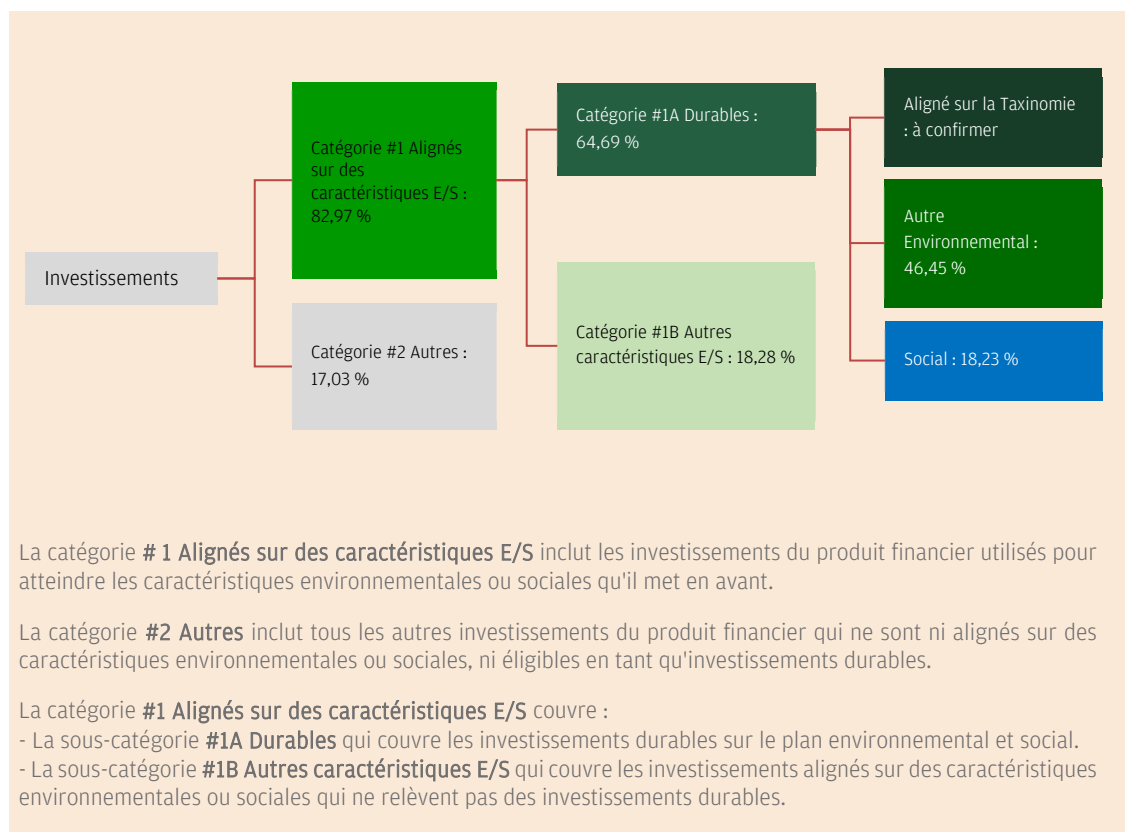 Investissements
Catégorie #1 Alignés
sur des
caractéristiques E/S :
82,97 %
Catégorie #2 Autres :
17,03 %
Catégorie #1A Durables :
64,69 %
Catégorie #1B Autres
caractéristiques E/S : 18,28 %
Aligné sur la Taxinomie
: à confirmer
Autre
Environnemental :
46,45 %
Social : 18,23 %
La catégorie # 1 Alignés sur des caractéristiques E/S inclut les investissements du produit financier utilisés pour
atteindre les caractéristiques environnementales ou sociales qu'il met en avant.
La catégorie #2 Autres inclut tous les autres investissements du produit financier qui ne sont ni alignés sur des
caractéristiques environnementales ou sociales, ni éligibles en tant qu'investissements durables.
La catégorie #1 Alignés sur des caractéristiques E/S couvre :
- La sous-catégorie #1A Durables qui couvre les investissements durables sur le plan environnemental et social.
- La sous-catégorie #1B Autres caractéristiques E/S qui couvre les investissements alignés sur des caractéristiques
environnementales ou sociales qui ne relèvent pas des investissements durables.